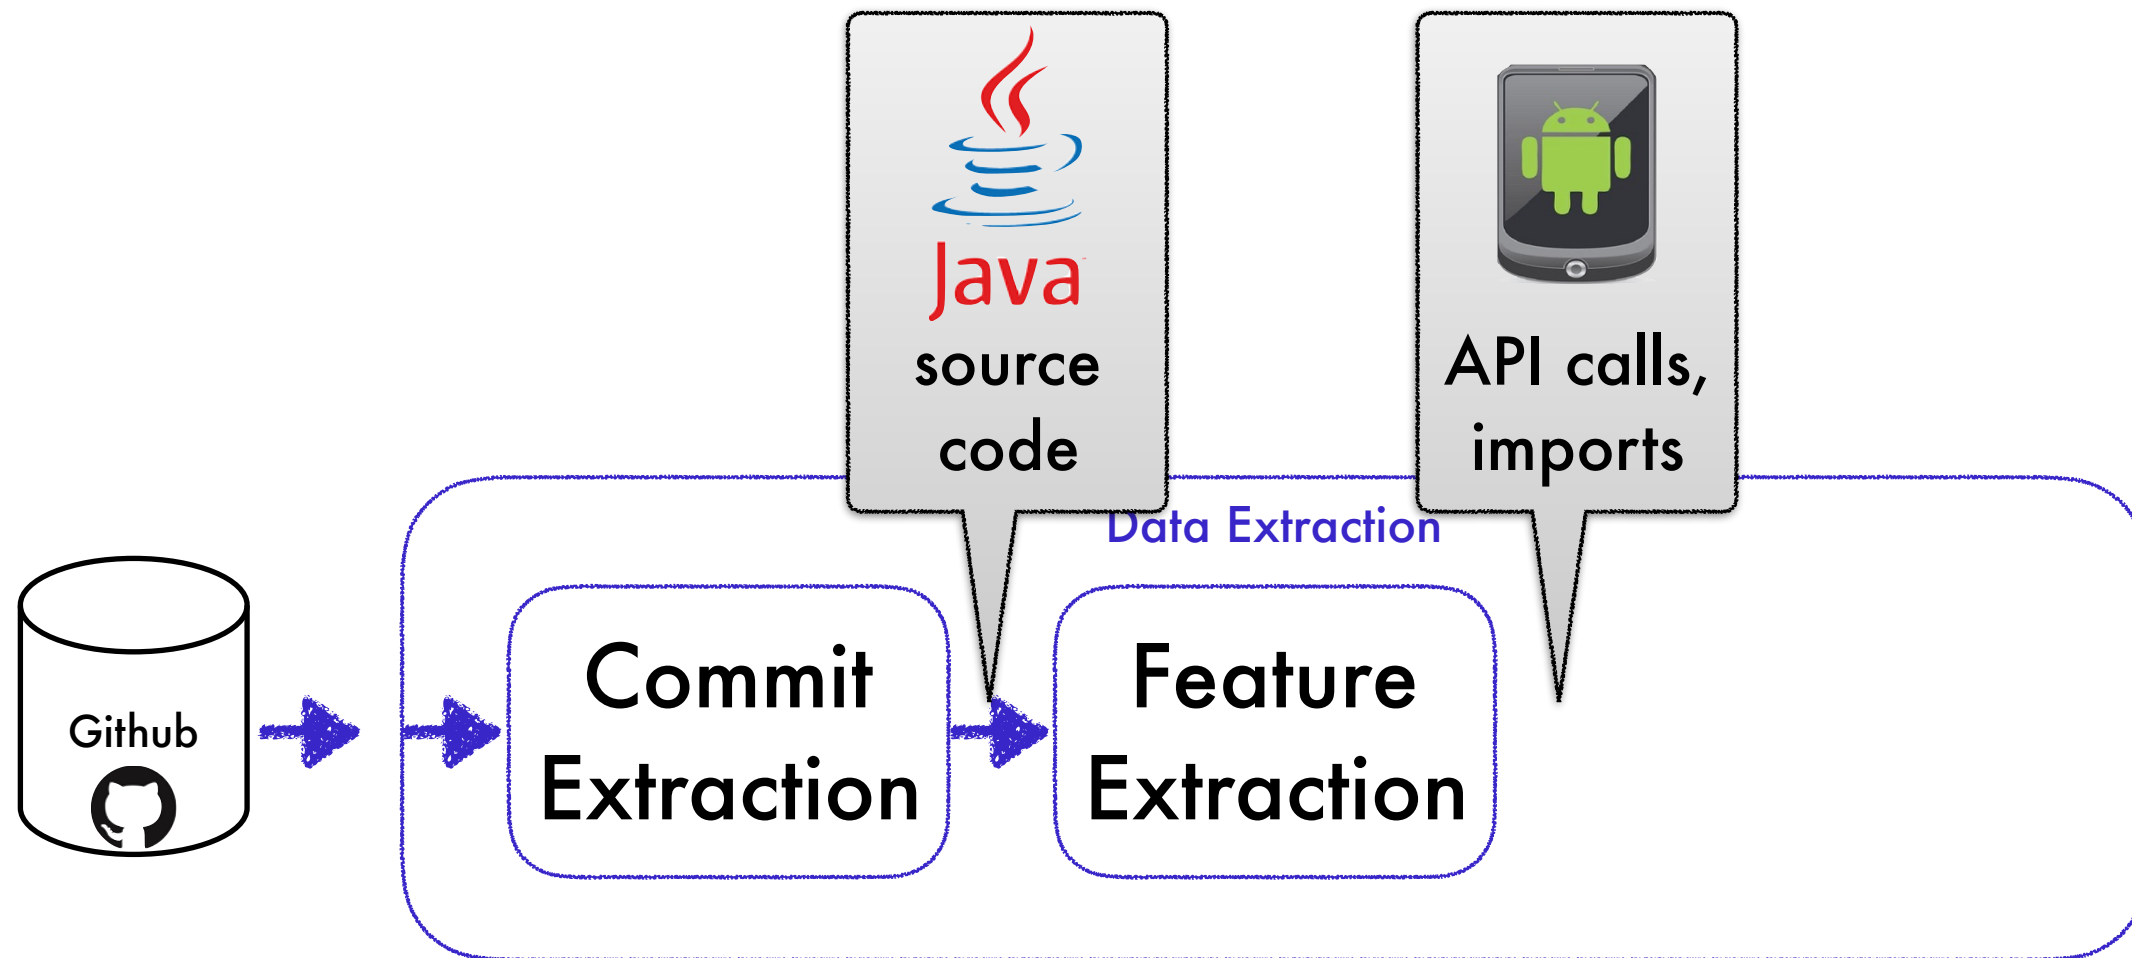 Java
source
code
API calls,
imports
Data Extraction
Github
Commit
Extraction
Feature
Extraction